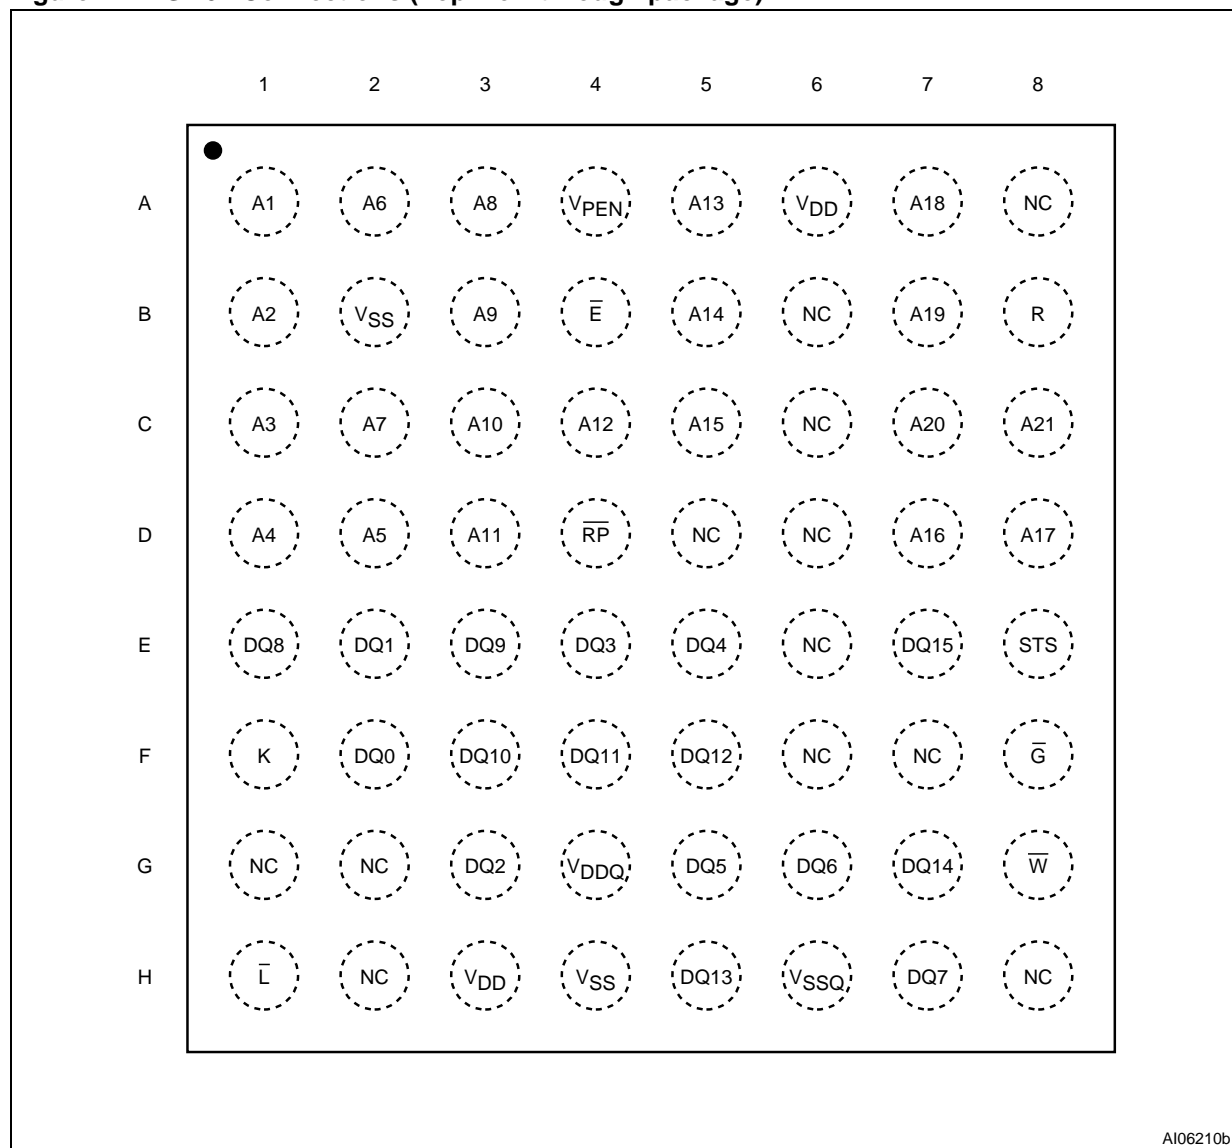 1 2 3 4 5 6 7 8
A A1 A6 A8 VPEN A13 VDD A18 NC
B A2 VSS A9 E̅ A14 NC A19 R
C A3 A7 A10 A12 A15 NC A20 A21
D A4 A5 A11 R̅P̅ NC NC A16 A17
E DQ8 DQ1 DQ9 DQ3 DQ4 NC DQ15 STS
F K DQ0 DQ10 DQ11 DQ12 NC NC G̅
G NC NC DQ2 VDDQ DQ5 DQ6 DQ14 W̅
H L̅ NC VDD VSS DQ13 VSSQ DQ7 NC
AI06210b